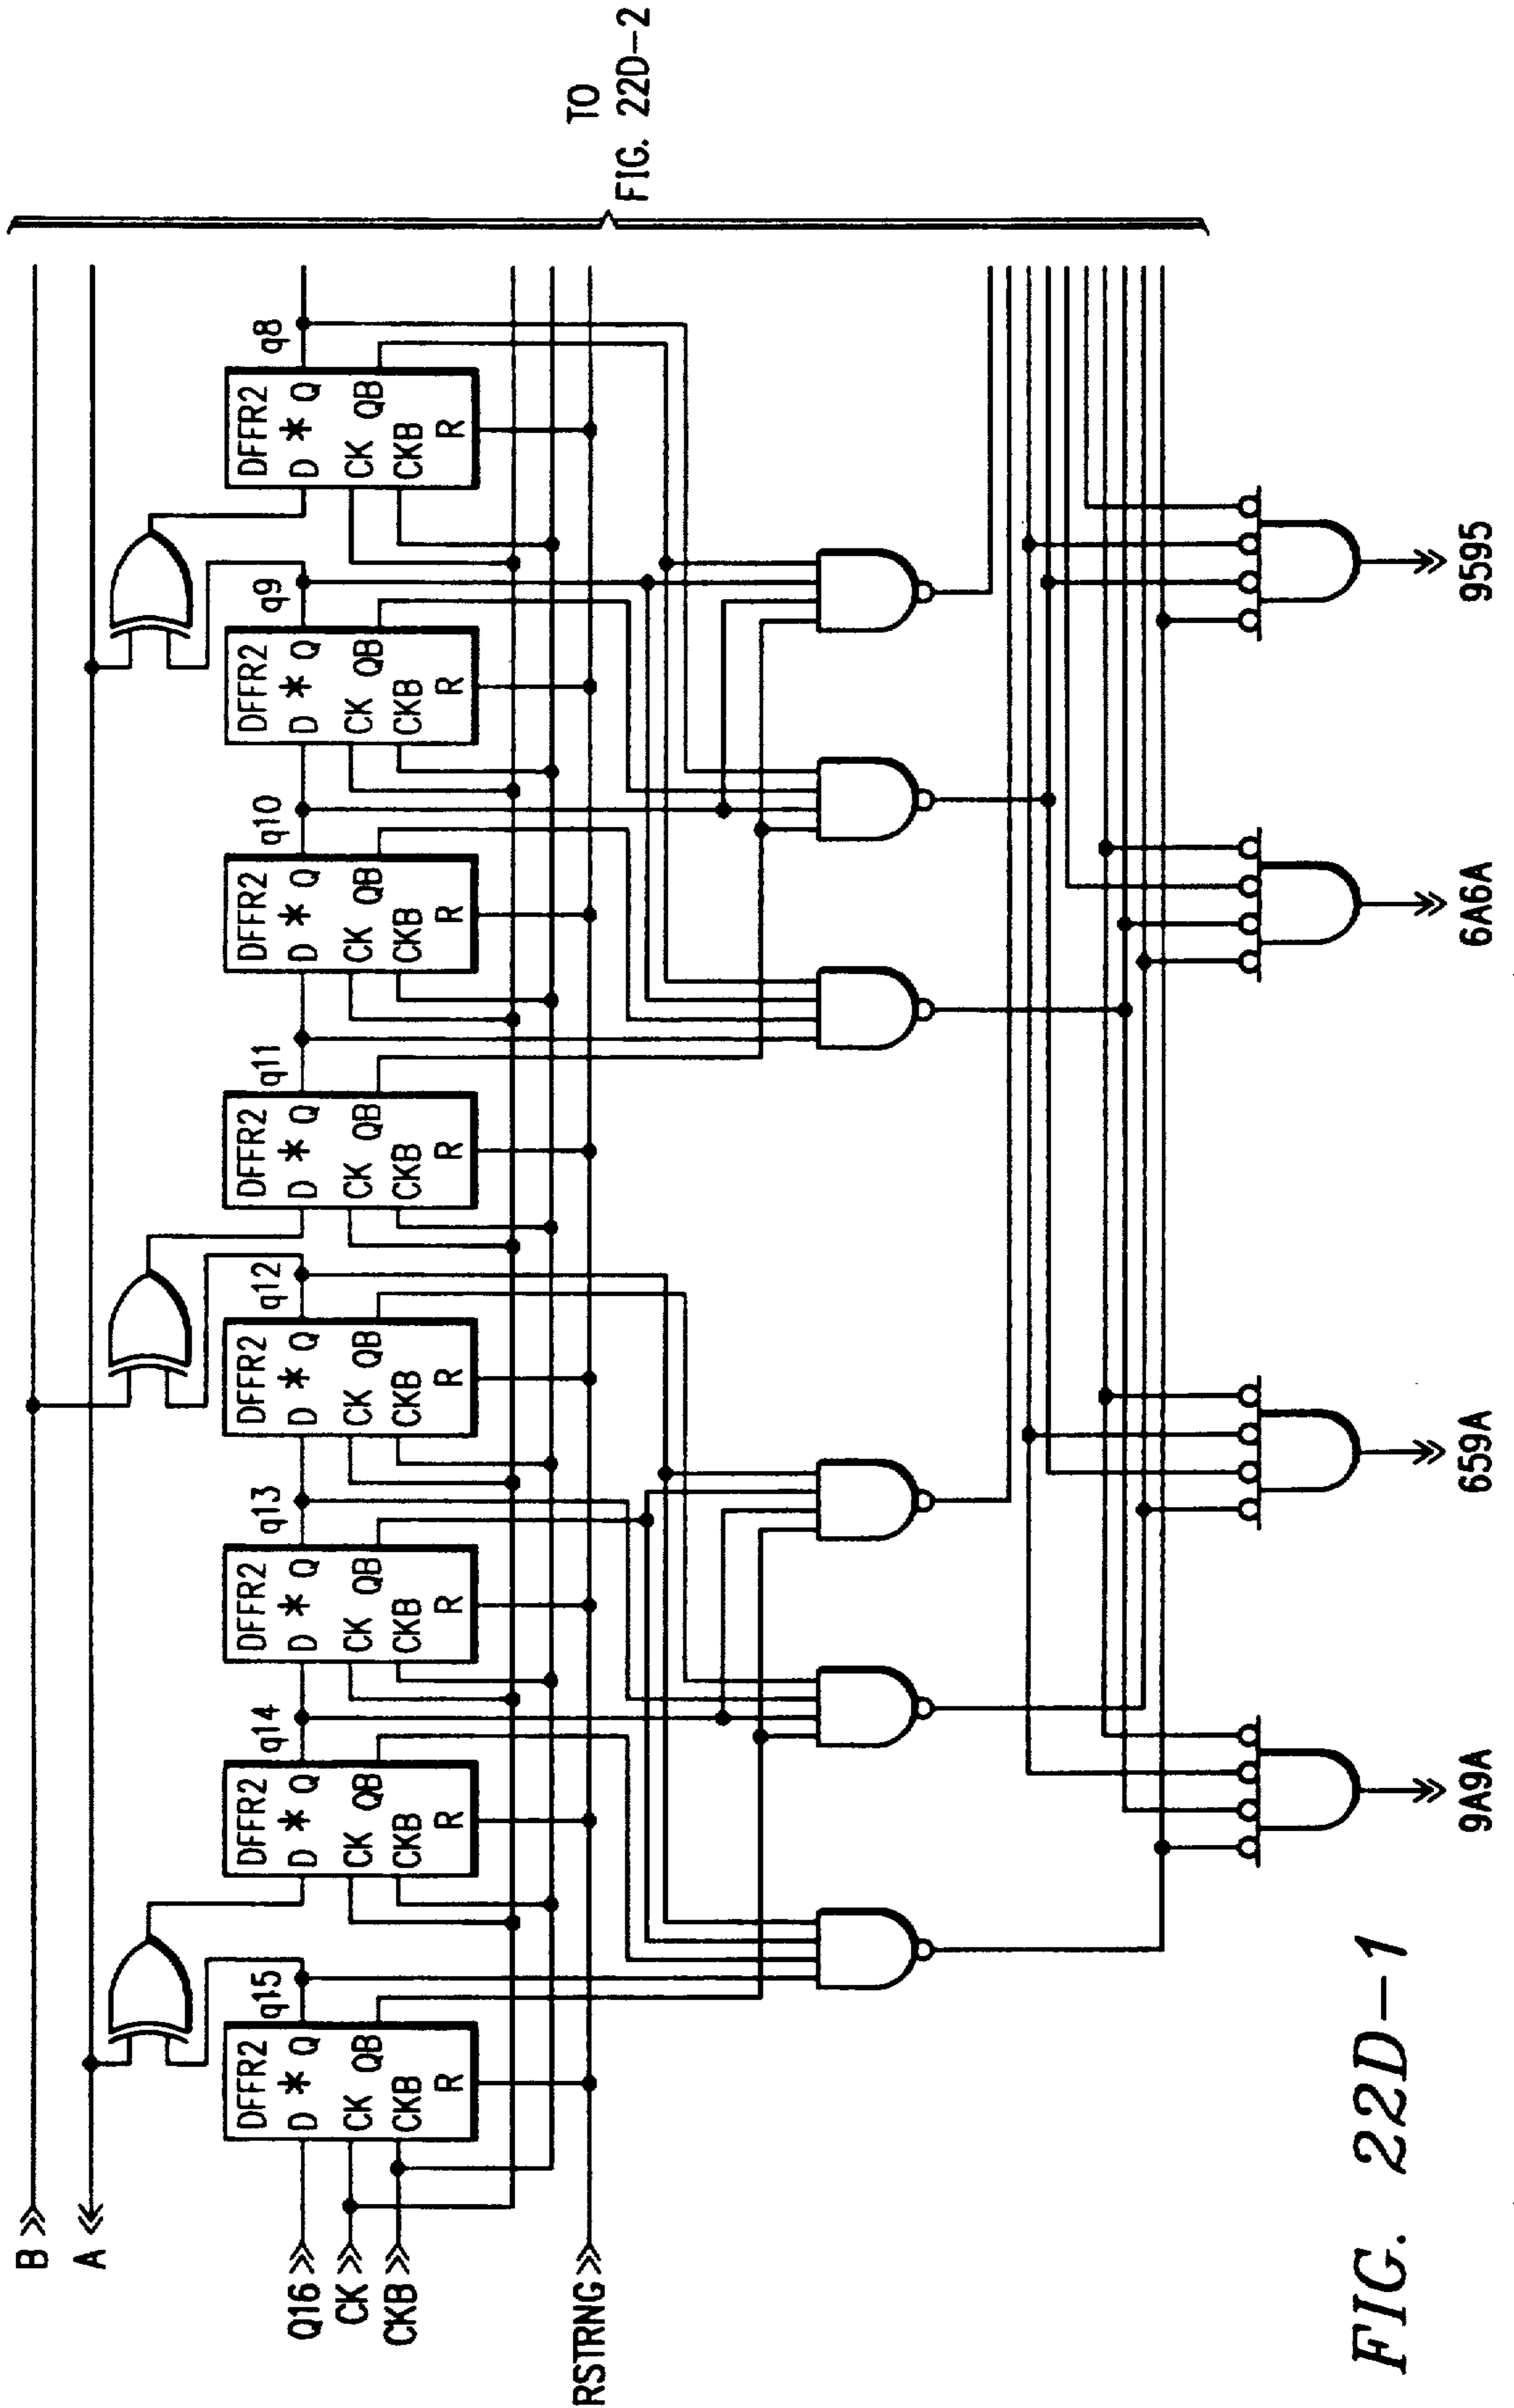 B
A
Q16
CK
CKB
RSTRNG
DFFR2
D * Q
CK QB
CKB
R
q15
DFFR2
D * Q
CK QB
CKB
R
q14
DFFR2
D * Q
CK QB
CKB
R
q13
DFFR2
D * Q
CK QB
CKB
R
q12
DFFR2
D * Q
CK QB
CKB
R
q11
DFFR2
D * Q
CK QB
CKB
R
q10
DFFR2
D * Q
CK QB
CKB
R
q9
DFFR2
D * Q
CK QB
CKB
R
q8
TO
FIG. 22D-2
9A9A
659A
6A6A
9595
FIG. 22D-1